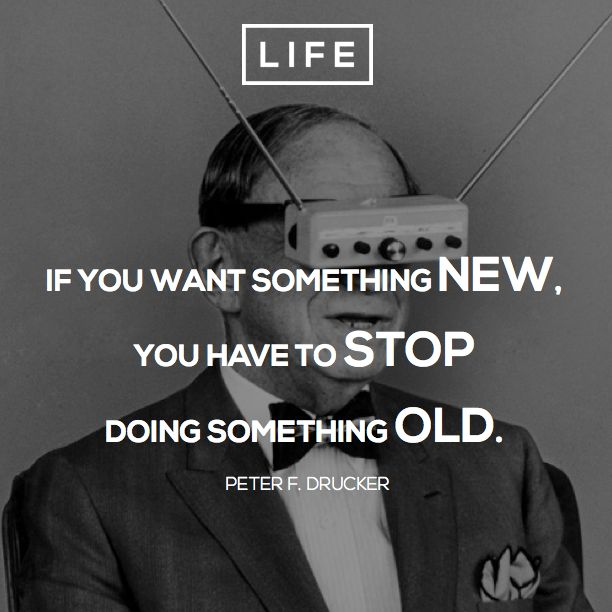 LIFE
IF YOU WANT SOMETHING NEW,
YOU HAVE TO STOP
DOING SOMETHING OLD.
PETER F. DRUCKER